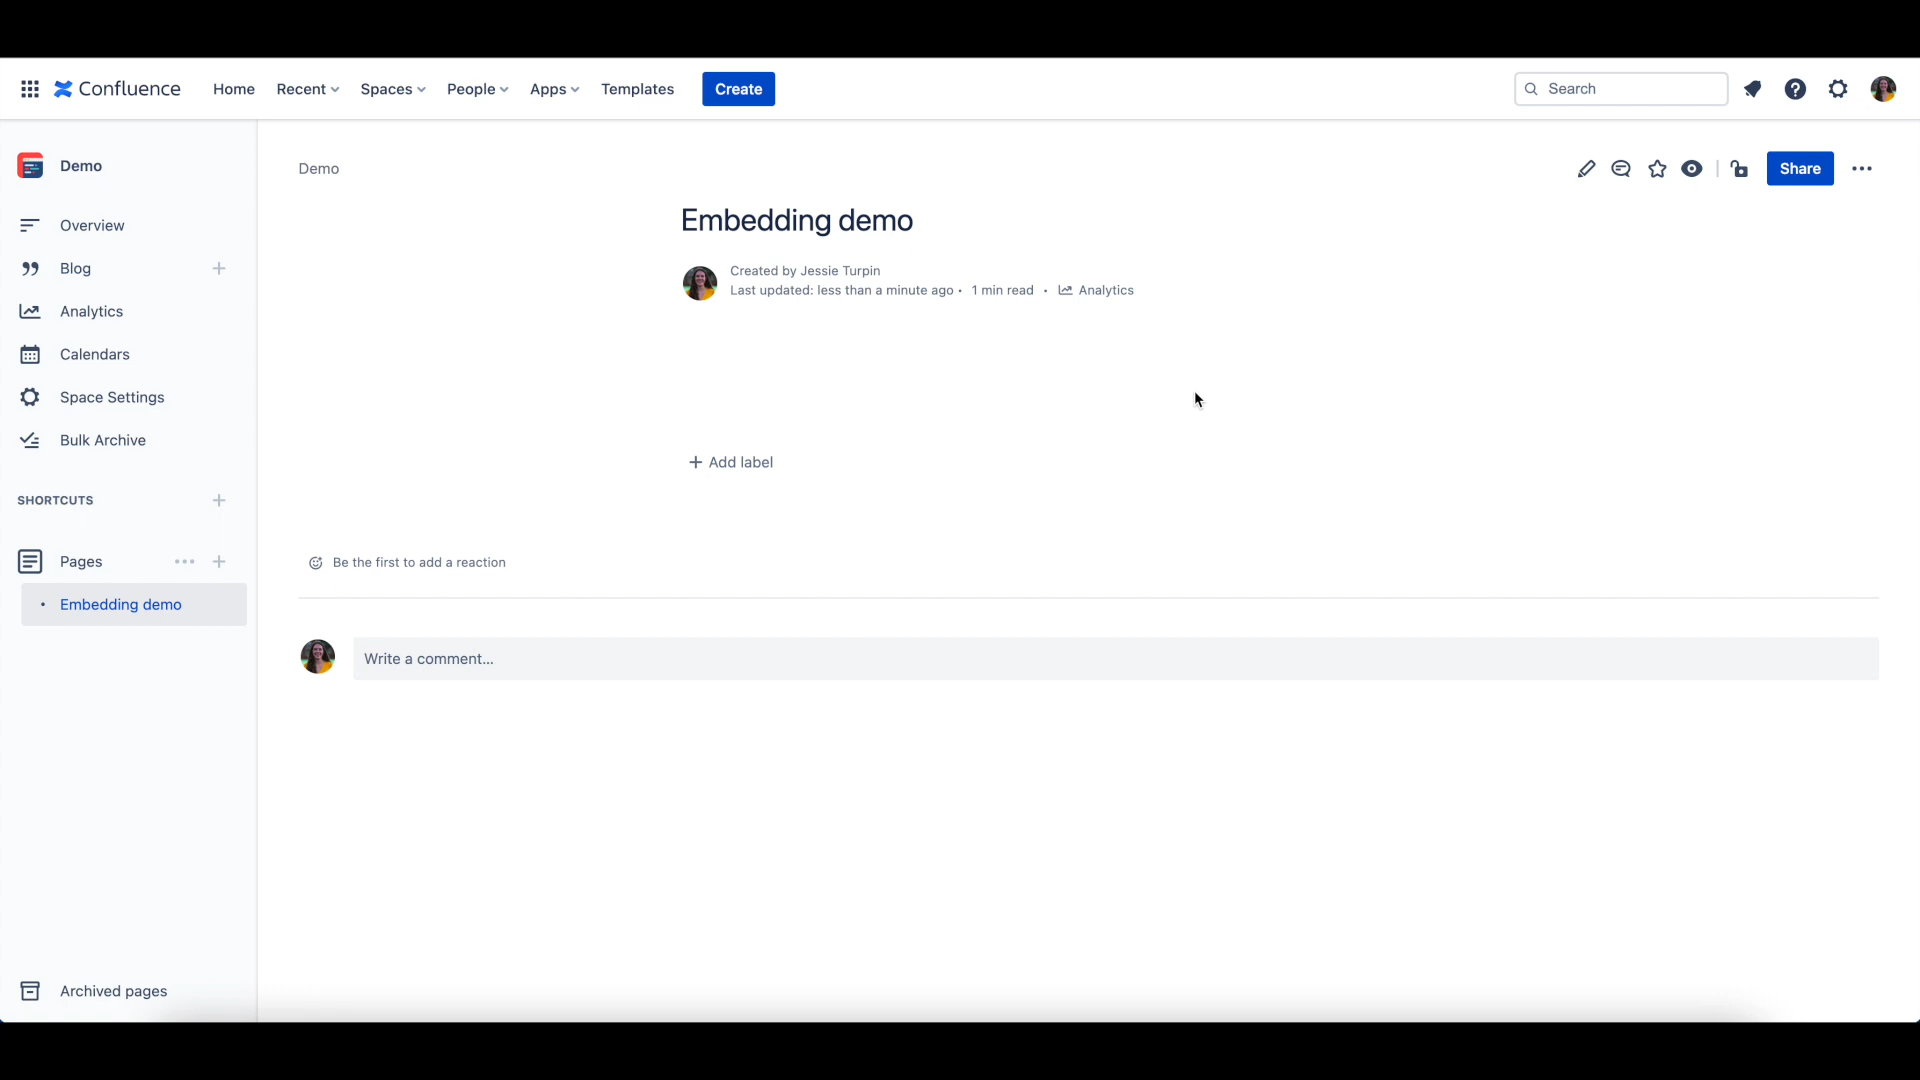 Confluence Home Recent Spaces People Apps Templates Create Search
Demo
Overview
Blog
Analytics
Calendars
Space Settings
Bulk Archive
SHORTCUTS
Pages
Embedding demo
Archived pages
Demo
Share
Embedding demo
Created by Jessie Turpin
Last updated: less than a minute ago • 1 min read • Analytics
+ Add label
Be the first to add a reaction
Write a comment...